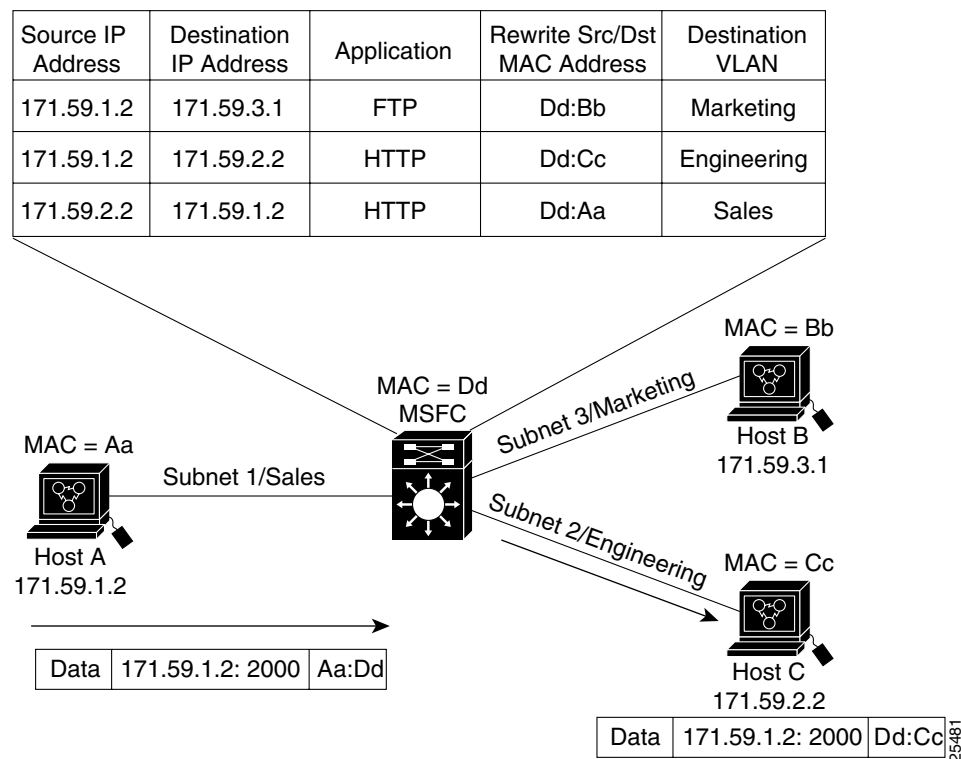 Source IP Address
Destination IP Address
Application
Rewrite Src/Dst MAC Address
Destination VLAN
171.59.1.2
171.59.3.1
FTP
Dd:Bb
Marketing
171.59.1.2
171.59.2.2
HTTP
Dd:Cc
Engineering
171.59.2.2
171.59.1.2
HTTP
Dd:Aa
Sales
MAC = Bb
MAC = Dd
MSFC
Subnet 3/Marketing
Host B
171.59.3.1
MAC = Aa
Subnet 1/Sales
Host A
171.59.1.2
Subnet 2/Engineering
MAC = Cc
Host C
171.59.2.2
Data 171.59.1.2: 2000 Aa:Dd
Data 171.59.1.2: 2000 Dd:Cc
25481